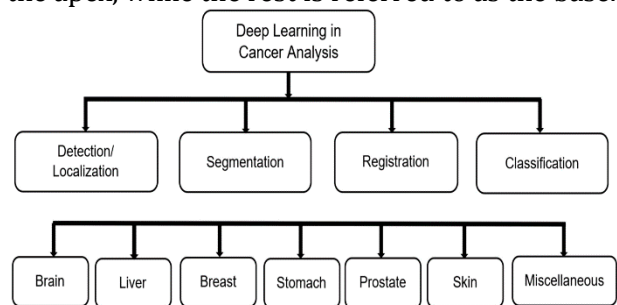 the apex, while the rest is referred to as the base.
Deep Learning in
Cancer Analysis
Detection/
Localization
Segmentation
Registration
Classification
Brain
Liver
Breast
Stomach
Prostate
Skin
Miscellaneous